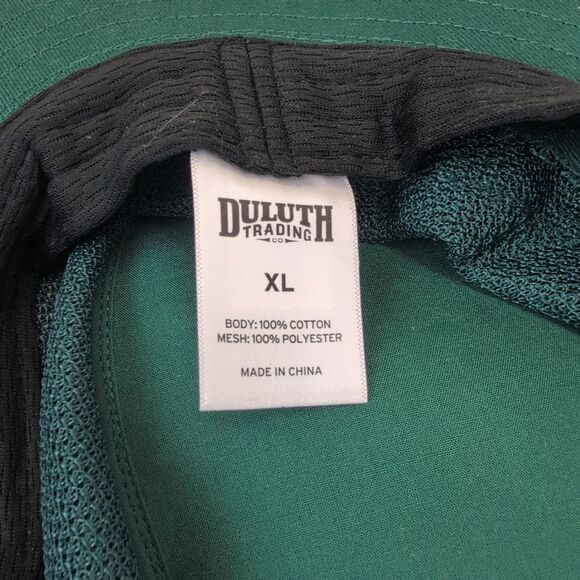 DULUTH
TRADING
CO
XL
BODY: 100% COTTON
MESH: 100% POLYESTER
MADE IN CHINA